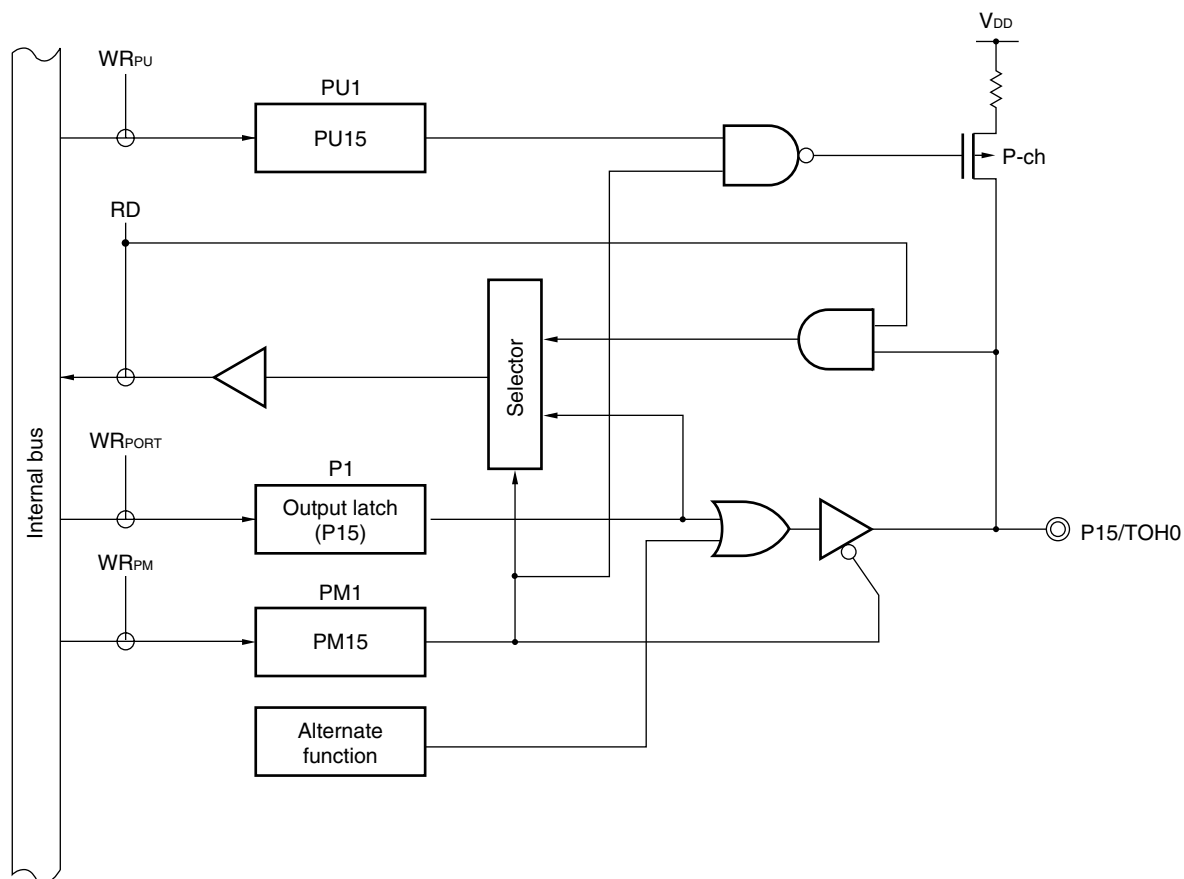 VDD
WRPU
PU1
PU15
P-ch
RD
Selector
Internal bus
WRPORT
P1
Output latch
(P15)
P15/TOH0
WRPM
PM1
PM15
Alternate
function